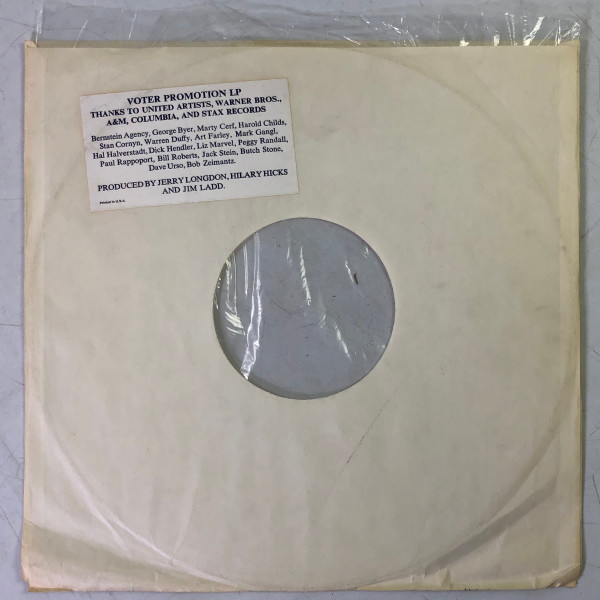 VOTER PROMOTION LP
THANKS TO UNITED ARTISTS, WARNER BROS.,
A&M, COLUMBIA, AND STAX RECORDS
Bernstein Agency, George Byer, Marty Cerf, Harold Childs,
Stan Cornyn, Warren Duffy, Art Farley, Mark Gangl,
Hal Halverstadt, Dick Hendler, Liz Marvel, Peggy Randall,
Paul Rappoport, Bill Roberts, Jack Stein, Butch Stone,
Dave Urso, Bob Zeimantz.
PRODUCED BY JERRY LONGDON, HILARY HICKS
AND JIM LADD.
Printed in U.S.A.